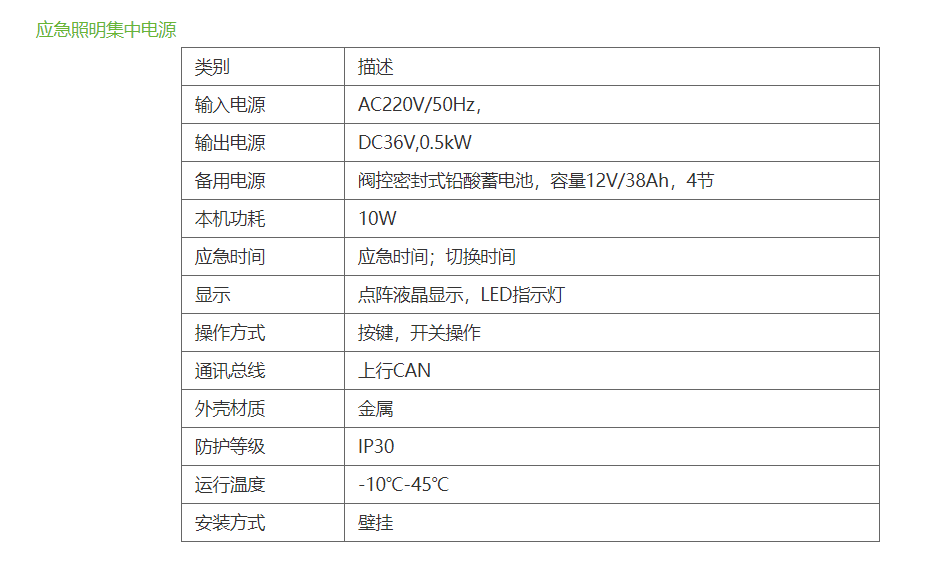 应急照明集中电源
类别 描述
输入电源 AC220V/50Hz，
输出电源 DC36V,0.5kW
备用电源 阀控密封式铅酸蓄电池，容量12V/38Ah，4节
本机功耗 10W
应急时间 应急时间；切换时间
显示 点阵液晶显示，LED指示灯
操作方式 按键，开关操作
通讯总线 上行CAN
外壳材质 金属
防护等级 IP30
运行温度 -10℃-45℃
安装方式 壁挂